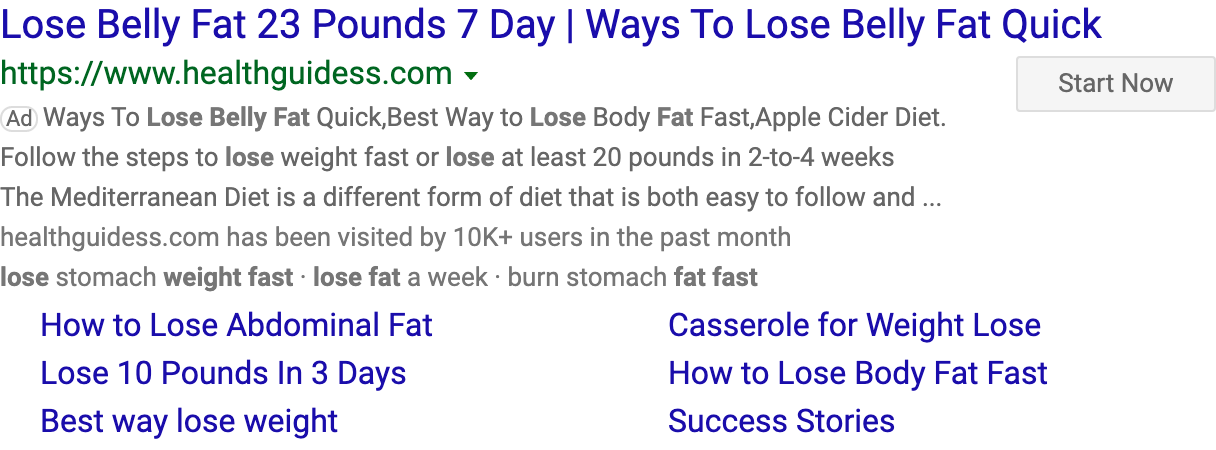 Lose Belly Fat 23 Pounds 7 Day | Ways To Lose Belly Fat Quick
https://www.healthguidess.com
Start Now
Ad Ways To Lose Belly Fat Quick,Best Way to Lose Body Fat Fast,Apple Cider Diet.
Follow the steps to lose weight fast or lose at least 20 pounds in 2-to-4 weeks
The Mediterranean Diet is a different form of diet that is both easy to follow and ...
healthguidess.com has been visited by 10K+ users in the past month
lose stomach weight fast · lose fat a week · burn stomach fat fast
How to Lose Abdominal Fat
Casserole for Weight Lose
Lose 10 Pounds In 3 Days
How to Lose Body Fat Fast
Best way lose weight
Success Stories